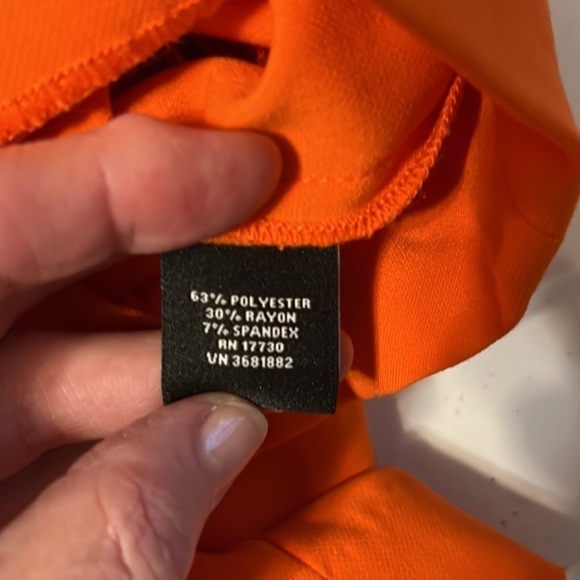 63% POLYESTER
30% RAYON
7% SPANDEX
RN 17730
VN 3681882